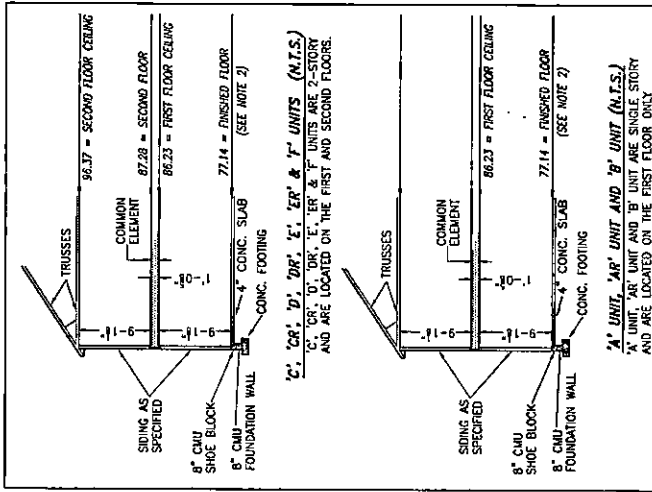 TRUSSES
96.37 = SECOND FLOOR CEILING
87.28 = SECOND FLOOR
86.23 = FIRST FLOOR CEILING
77.14 = FINISHED FLOOR
(SEE NOTE 2)
COMMON
ELEMENT
4" CONC. SLAB
CONC. FOOTING
SIDING AS
SPECIFIED
8" CMU
SHOE BLOCK
8" CMU
FOUNDATION WALL
'C', 'CR', 'D', 'DR', 'E', 'ER' & 'F' UNITS (N.T.S.)
'C', 'CR', 'D', 'DR', 'E', 'ER' & 'F' UNITS ARE 2-STORY
AND ARE LOCATED ON THE FIRST AND SECOND FLOORS.
TRUSSES
86.23 = FIRST FLOOR CEILING
77.14 = FINISHED FLOOR
(SEE NOTE 2)
COMMON
ELEMENT
4" CONC. SLAB
CONC. FOOTING
SIDING AS
SPECIFIED
8" CMU
SHOE BLOCK
8" CMU
FOUNDATION WALL
'A' UNIT, 'AR' UNIT AND 'B' UNIT (N.T.S.)
'A' UNIT, 'AR' UNIT AND 'B' UNIT ARE SINGLE STORY
AND ARE LOCATED ON THE FIRST FLOOR ONLY